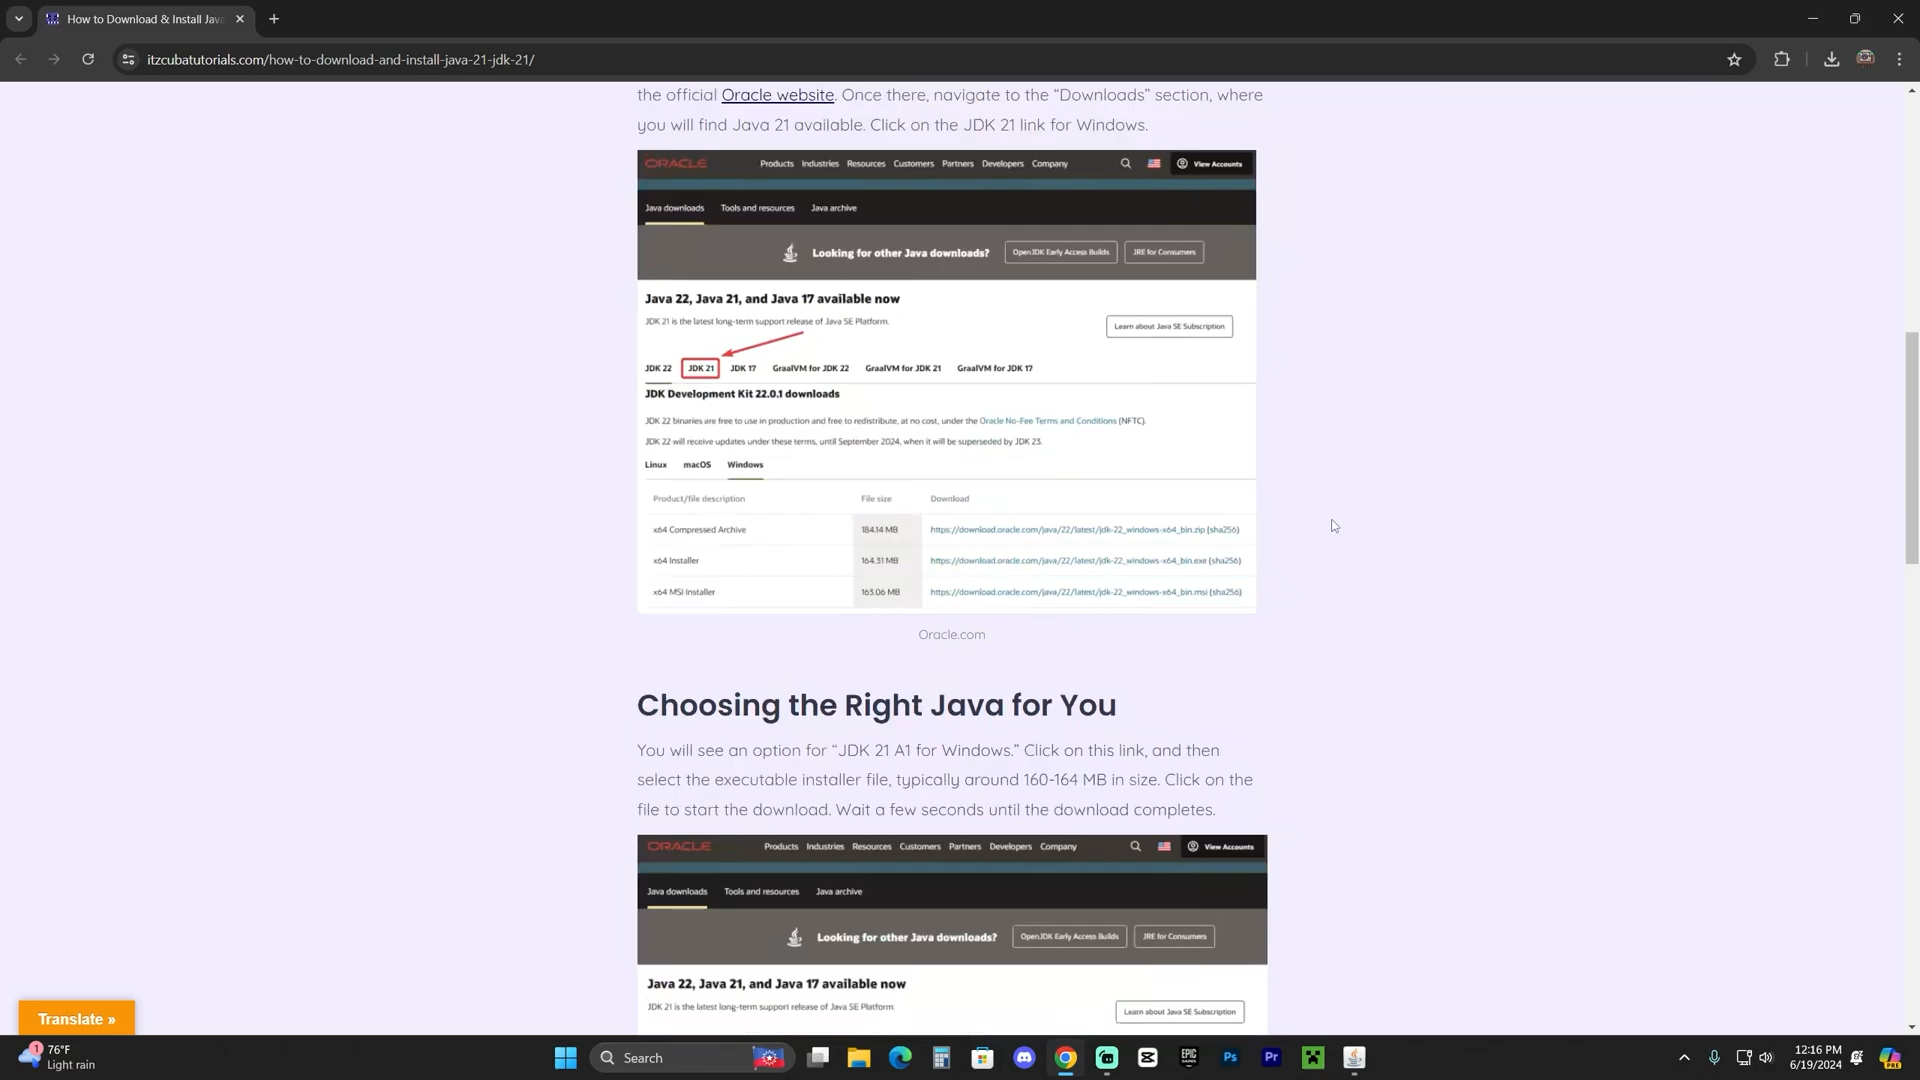 How to Download & Install Java
itzcubatutorials.com/how-to-download-and-install-java-21-jdk-21/
the official Oracle website. Once there, navigate to the “Downloads” section, where
you will find Java 21 available. Click on the JDK 21 link for Windows.
ORACLE Products Industries Resources Customers Partners Developers Company View Accounts
Java downloads Tools and resources Java archive
Looking for other Java downloads? OpenJDK Early Access Builds JRE for Consumers
Java 22, Java 21, and Java 17 available now
JDK 21 is the latest long-term support release of Java SE Platform.
Learn about Java SE Subscription
JDK 22 JDK 21 JDK 17 GraalVM for JDK 22 GraalVM for JDK 21 GraalVM for JDK 17
JDK Development Kit 22.0.1 downloads
JDK 22 binaries are free to use in production and free to redistribute, at no cost, under the Oracle No-Fee Terms and Conditions (NFTC).
JDK 22 will receive updates under these terms, until September 2024, when it will be superseded by JDK 23.
Linux macOS Windows
Product/file description File size Download
x64 Compressed Archive 184.14 MB https://download.oracle.com/java/22/latest/jdk-22_windows-x64_bin.zip (sha256)
x64 Installer 164.31 MB https://download.oracle.com/java/22/latest/jdk-22_windows-x64_bin.exe (sha256)
x64 MSI Installer 163.06 MB https://download.oracle.com/java/22/latest/jdk-22_windows-x64_bin.msi (sha256)
Oracle.com
Choosing the Right Java for You
You will see an option for “JDK 21 A1 for Windows.” Click on this link, and then
select the executable installer file, typically around 160-164 MB in size. Click on the
file to start the download. Wait a few seconds until the download completes.
ORACLE Products Industries Resources Customers Partners Developers Company View Accounts
Java downloads Tools and resources Java archive
Looking for other Java downloads? OpenJDK Early Access Builds JRE for Consumers
Java 22, Java 21, and Java 17 available now
JDK 21 is the latest long-term support release of Java SE Platform.
Learn about Java SE Subscription
Translate »
1
76°F
Light rain
Search
EPIC
GAMES
Ps
Pr
12:16 PM
6/19/2024
PRE